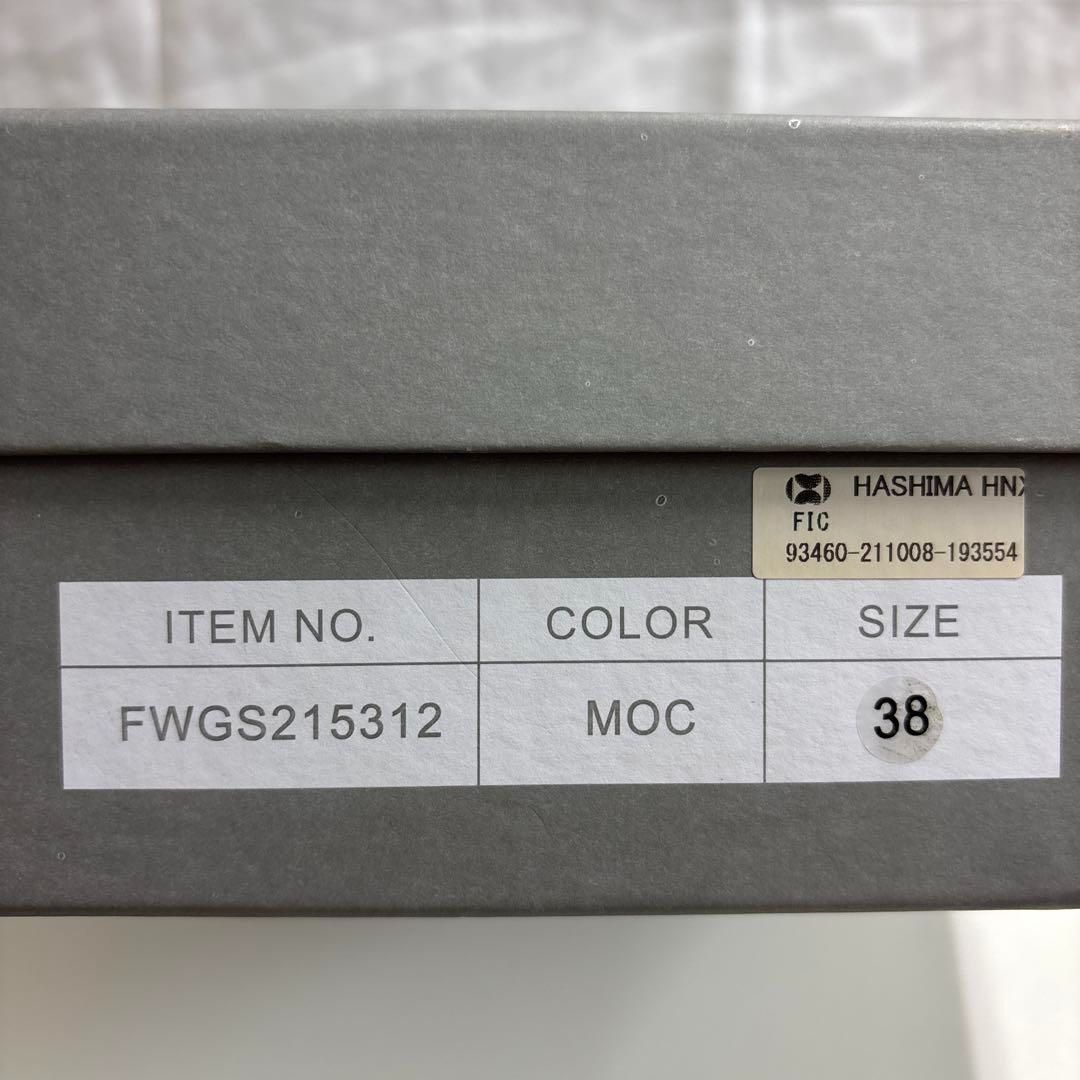 HASHIMA HNX
FIC
93460-211008-193554
ITEM NO. COLOR SIZE
FWGS215312 MOC 38